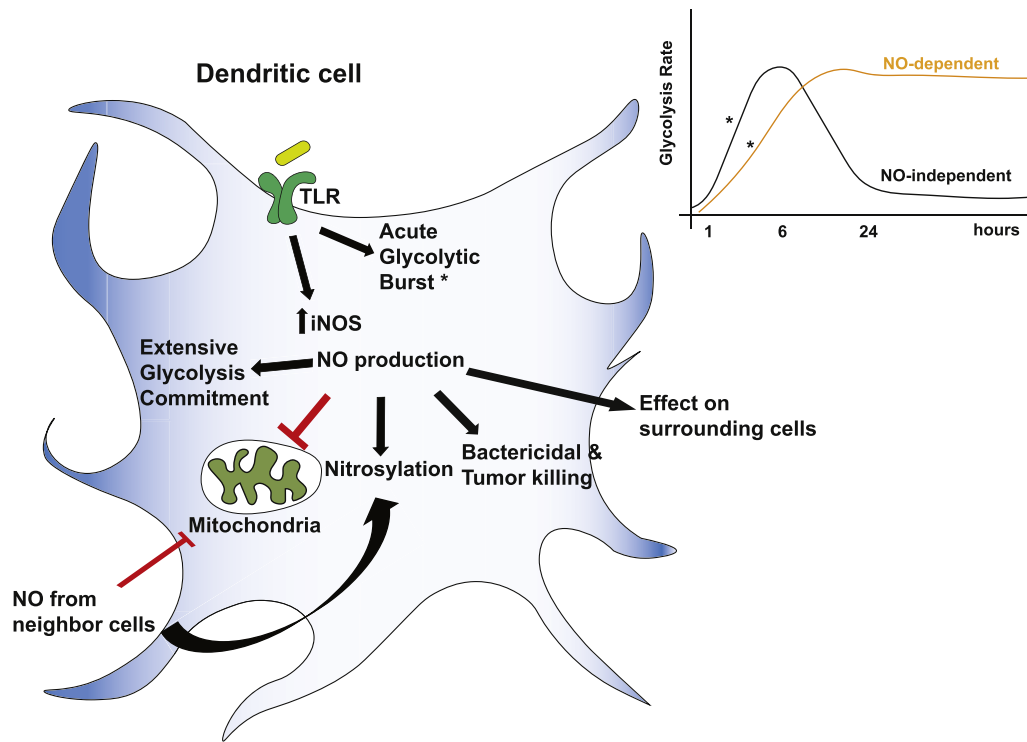 Dendritic cell
TLR
Acute
Glycolytic
Burst *
iNOS
NO production
Extensive
Glycolysis
Commitment
Effect on
surrounding cells
Nitrosylation
Bactericidal &
Tumor killing
Mitochondria
NO from
neighbor cells
Glycolysis Rate
NO-dependent
*
*
NO-independent
1 6 24 hours